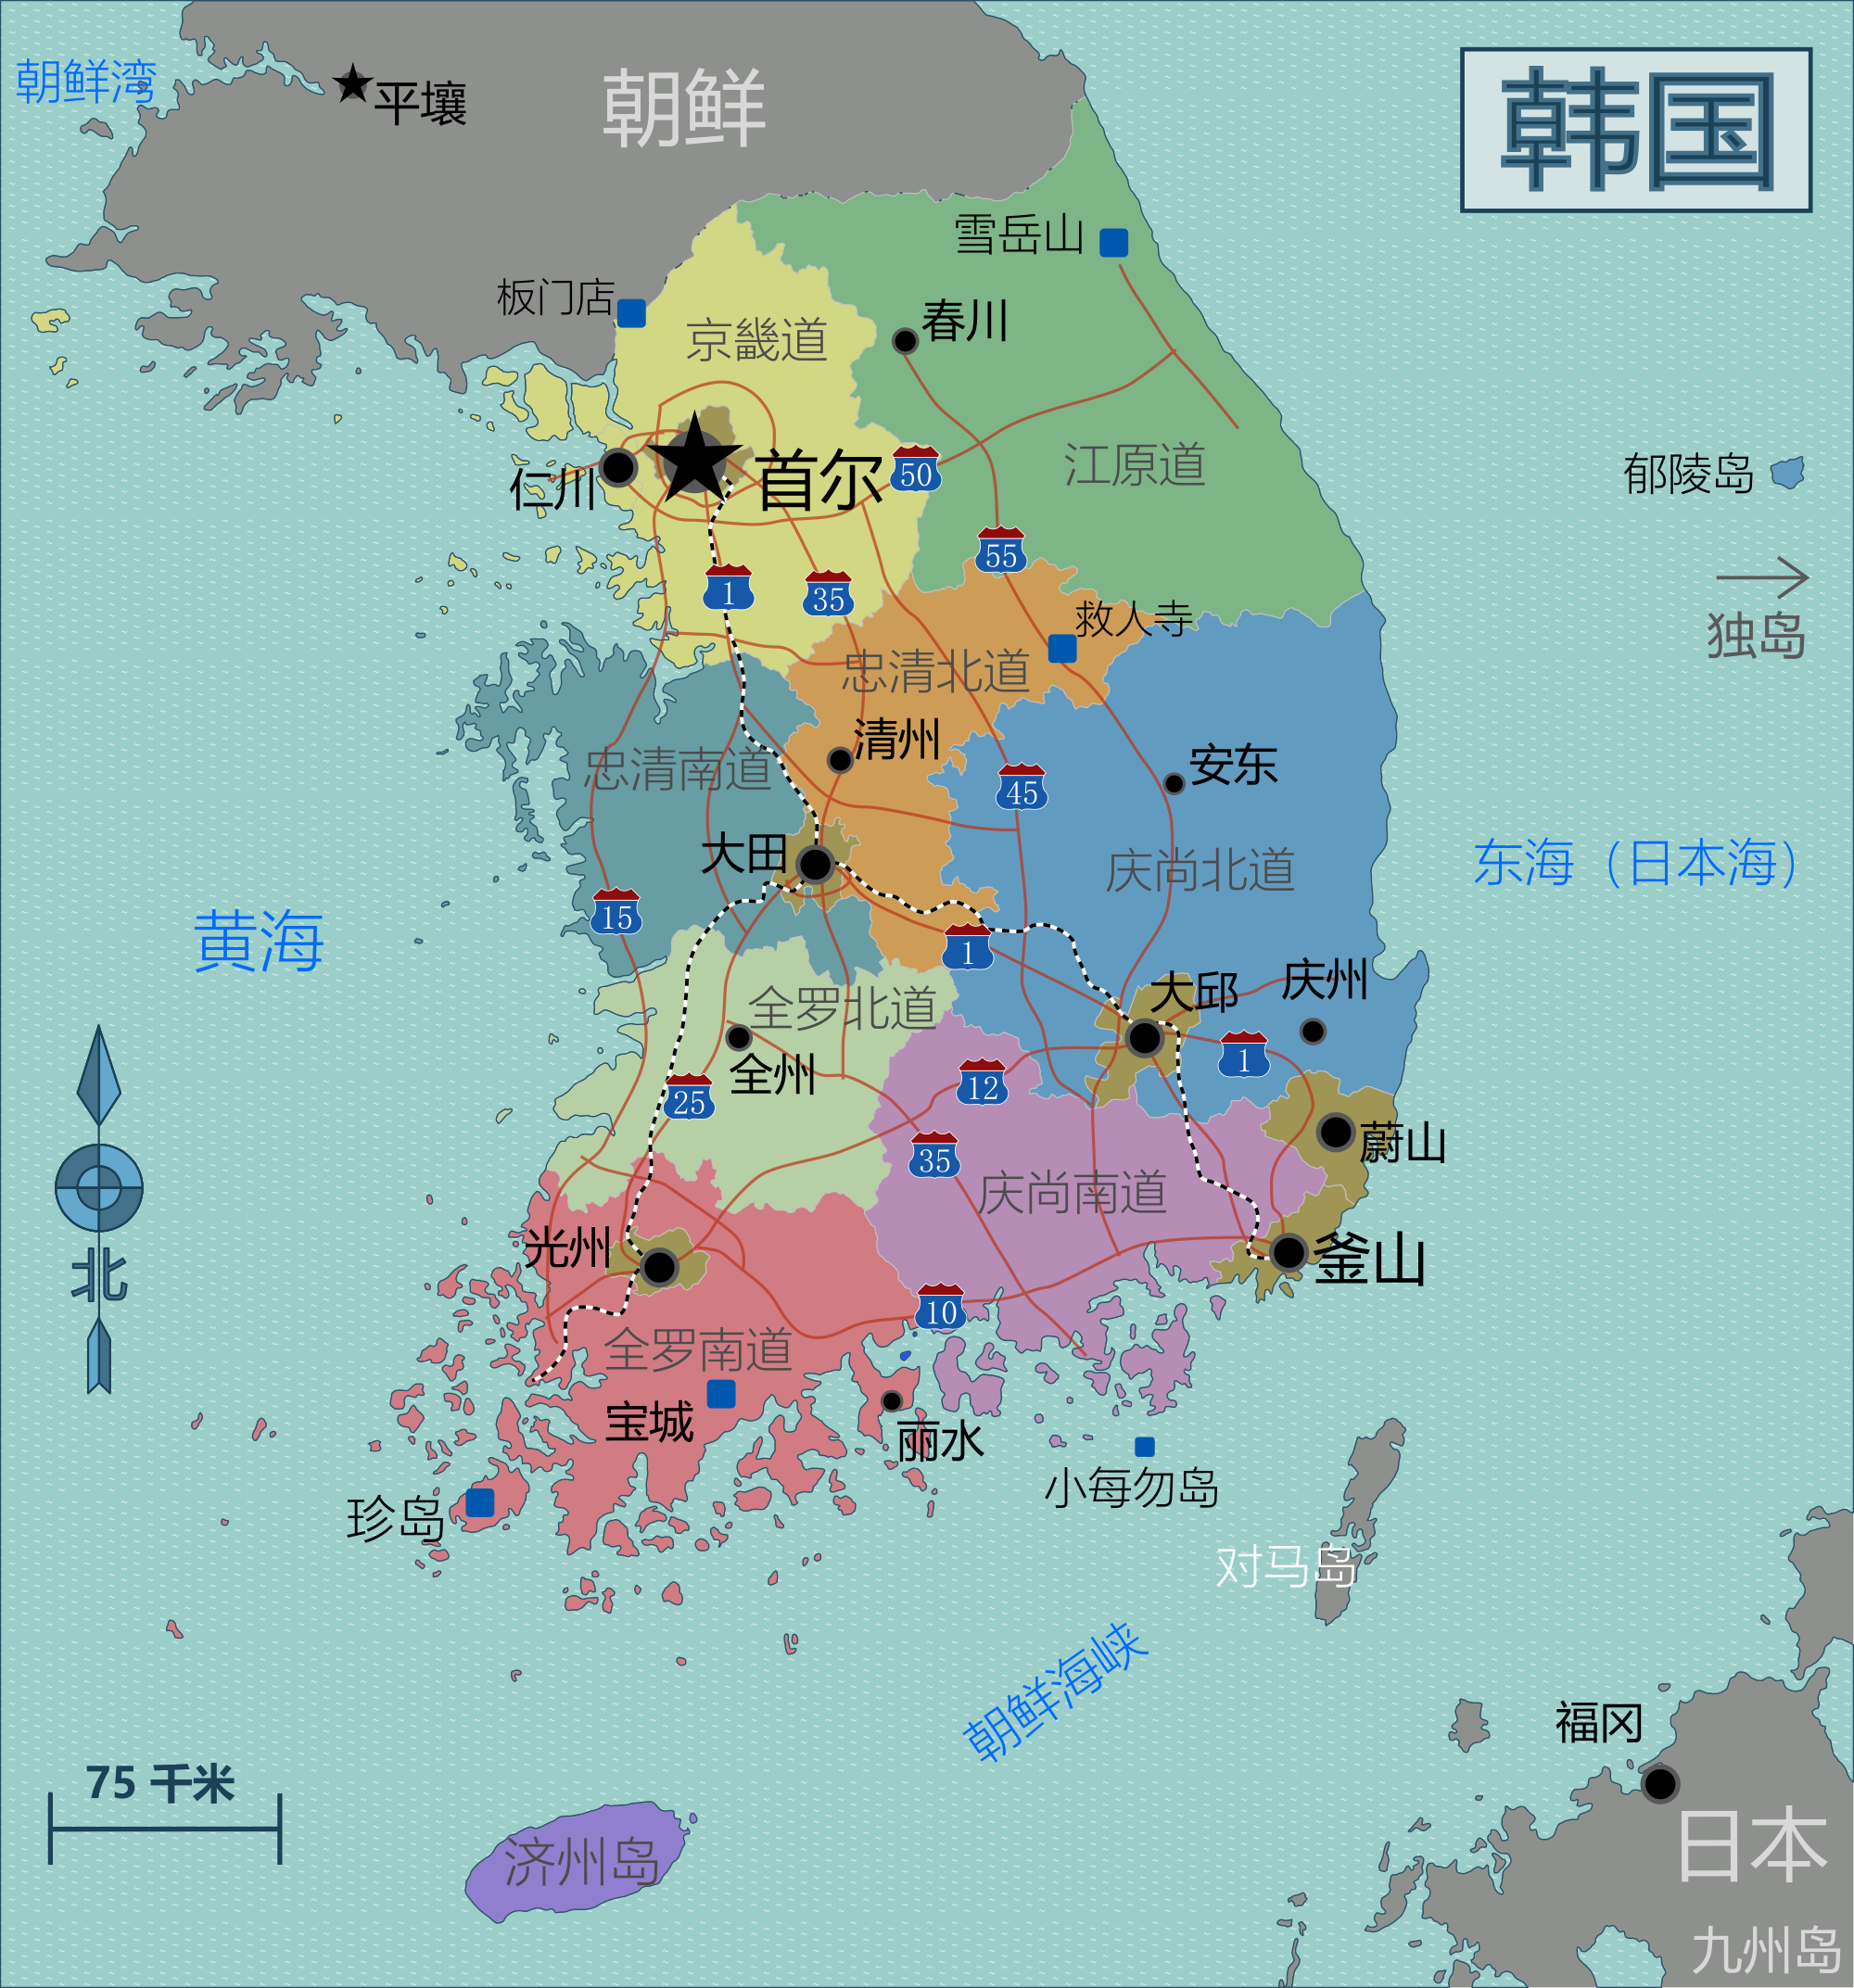 韩国
朝鲜湾
平壤
朝鲜
雪岳山
板门店
春川
京畿道
江原道
仁川
首尔
50
郁陵岛
55
1
35
独岛
救人寺
忠清北道
清州
忠清南道
安东
45
大田
庆尚北道
东海（日本海）
15
黄海
1
大邱
庆州
全罗北道
全州
1
12
25
蔚山
35
庆尚南道
光州
釜山
北
10
全罗南道
宝城
丽水
小每勿岛
珍岛
对马岛
朝鲜海峡
福冈
75 千米
济州岛
日本
九州岛